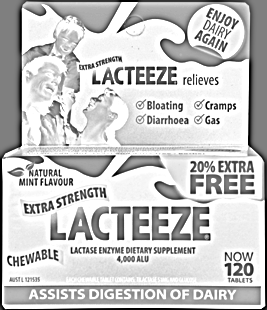 ENJOY
DAIRY
AGAIN
EXTRA STRENGTH
LACTEEZE relieves
Bloating Cramps
Diarrhoea Gas
NATURAL
MINT FLAVOUR
20% EXTRA
FREE
EXTRA STRENGTH
LACTEEZE
LACTASE ENZYME DIETARY SUPPLEMENT
4,000 ALU
CHEWABLE
NOW
120
TABLETS
AUST L 121535
ASSISTS DIGESTION OF DAIRY